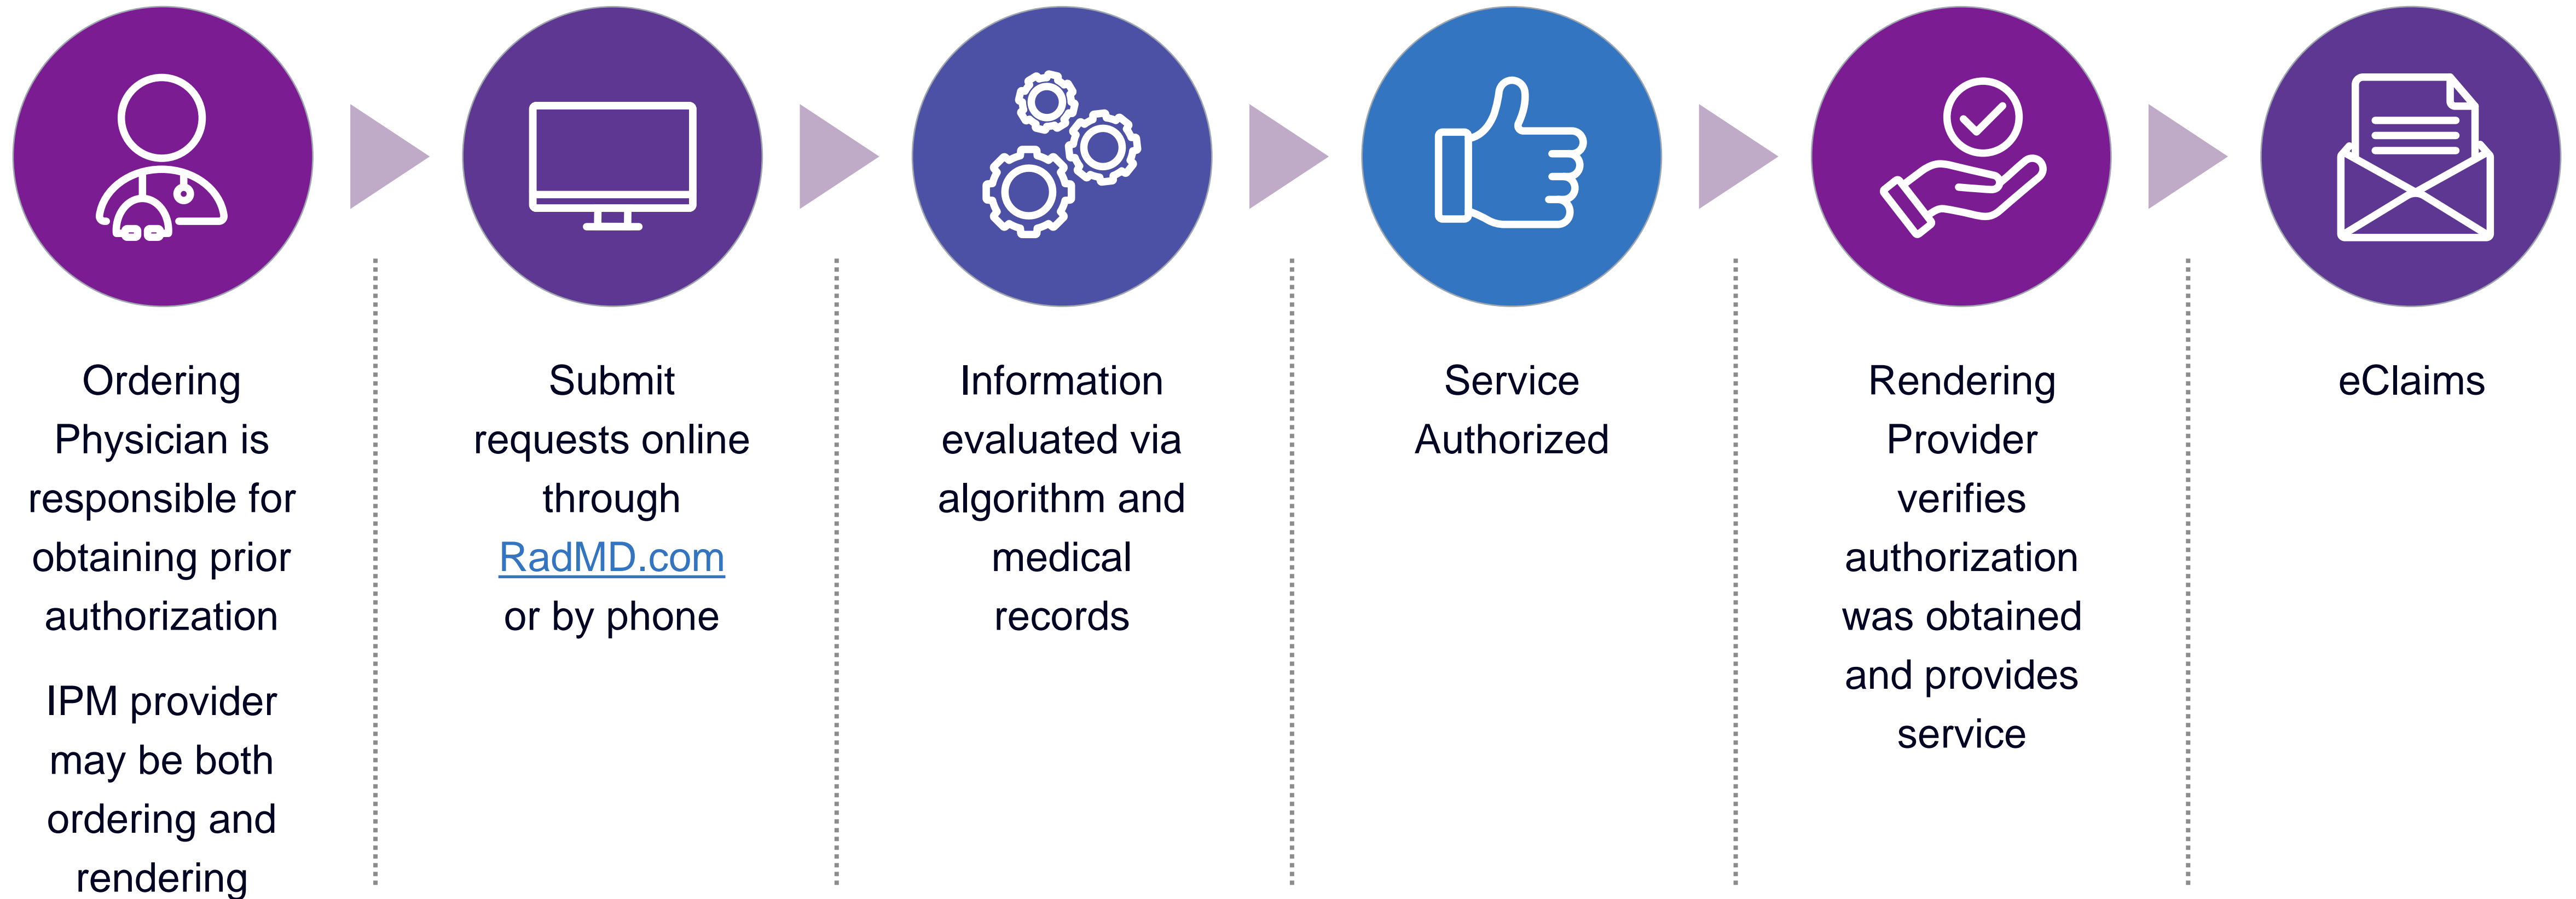 Ordering
Physician is
responsible for
obtaining prior
authorization
IPM provider
may be both
ordering and
rendering
Submit
requests online
through
RadMD.com
or by phone
Information
evaluated via
algorithm and
medical
records
Service
Authorized
Rendering
Provider
verifies
authorization
was obtained
and provides
service
eClaims